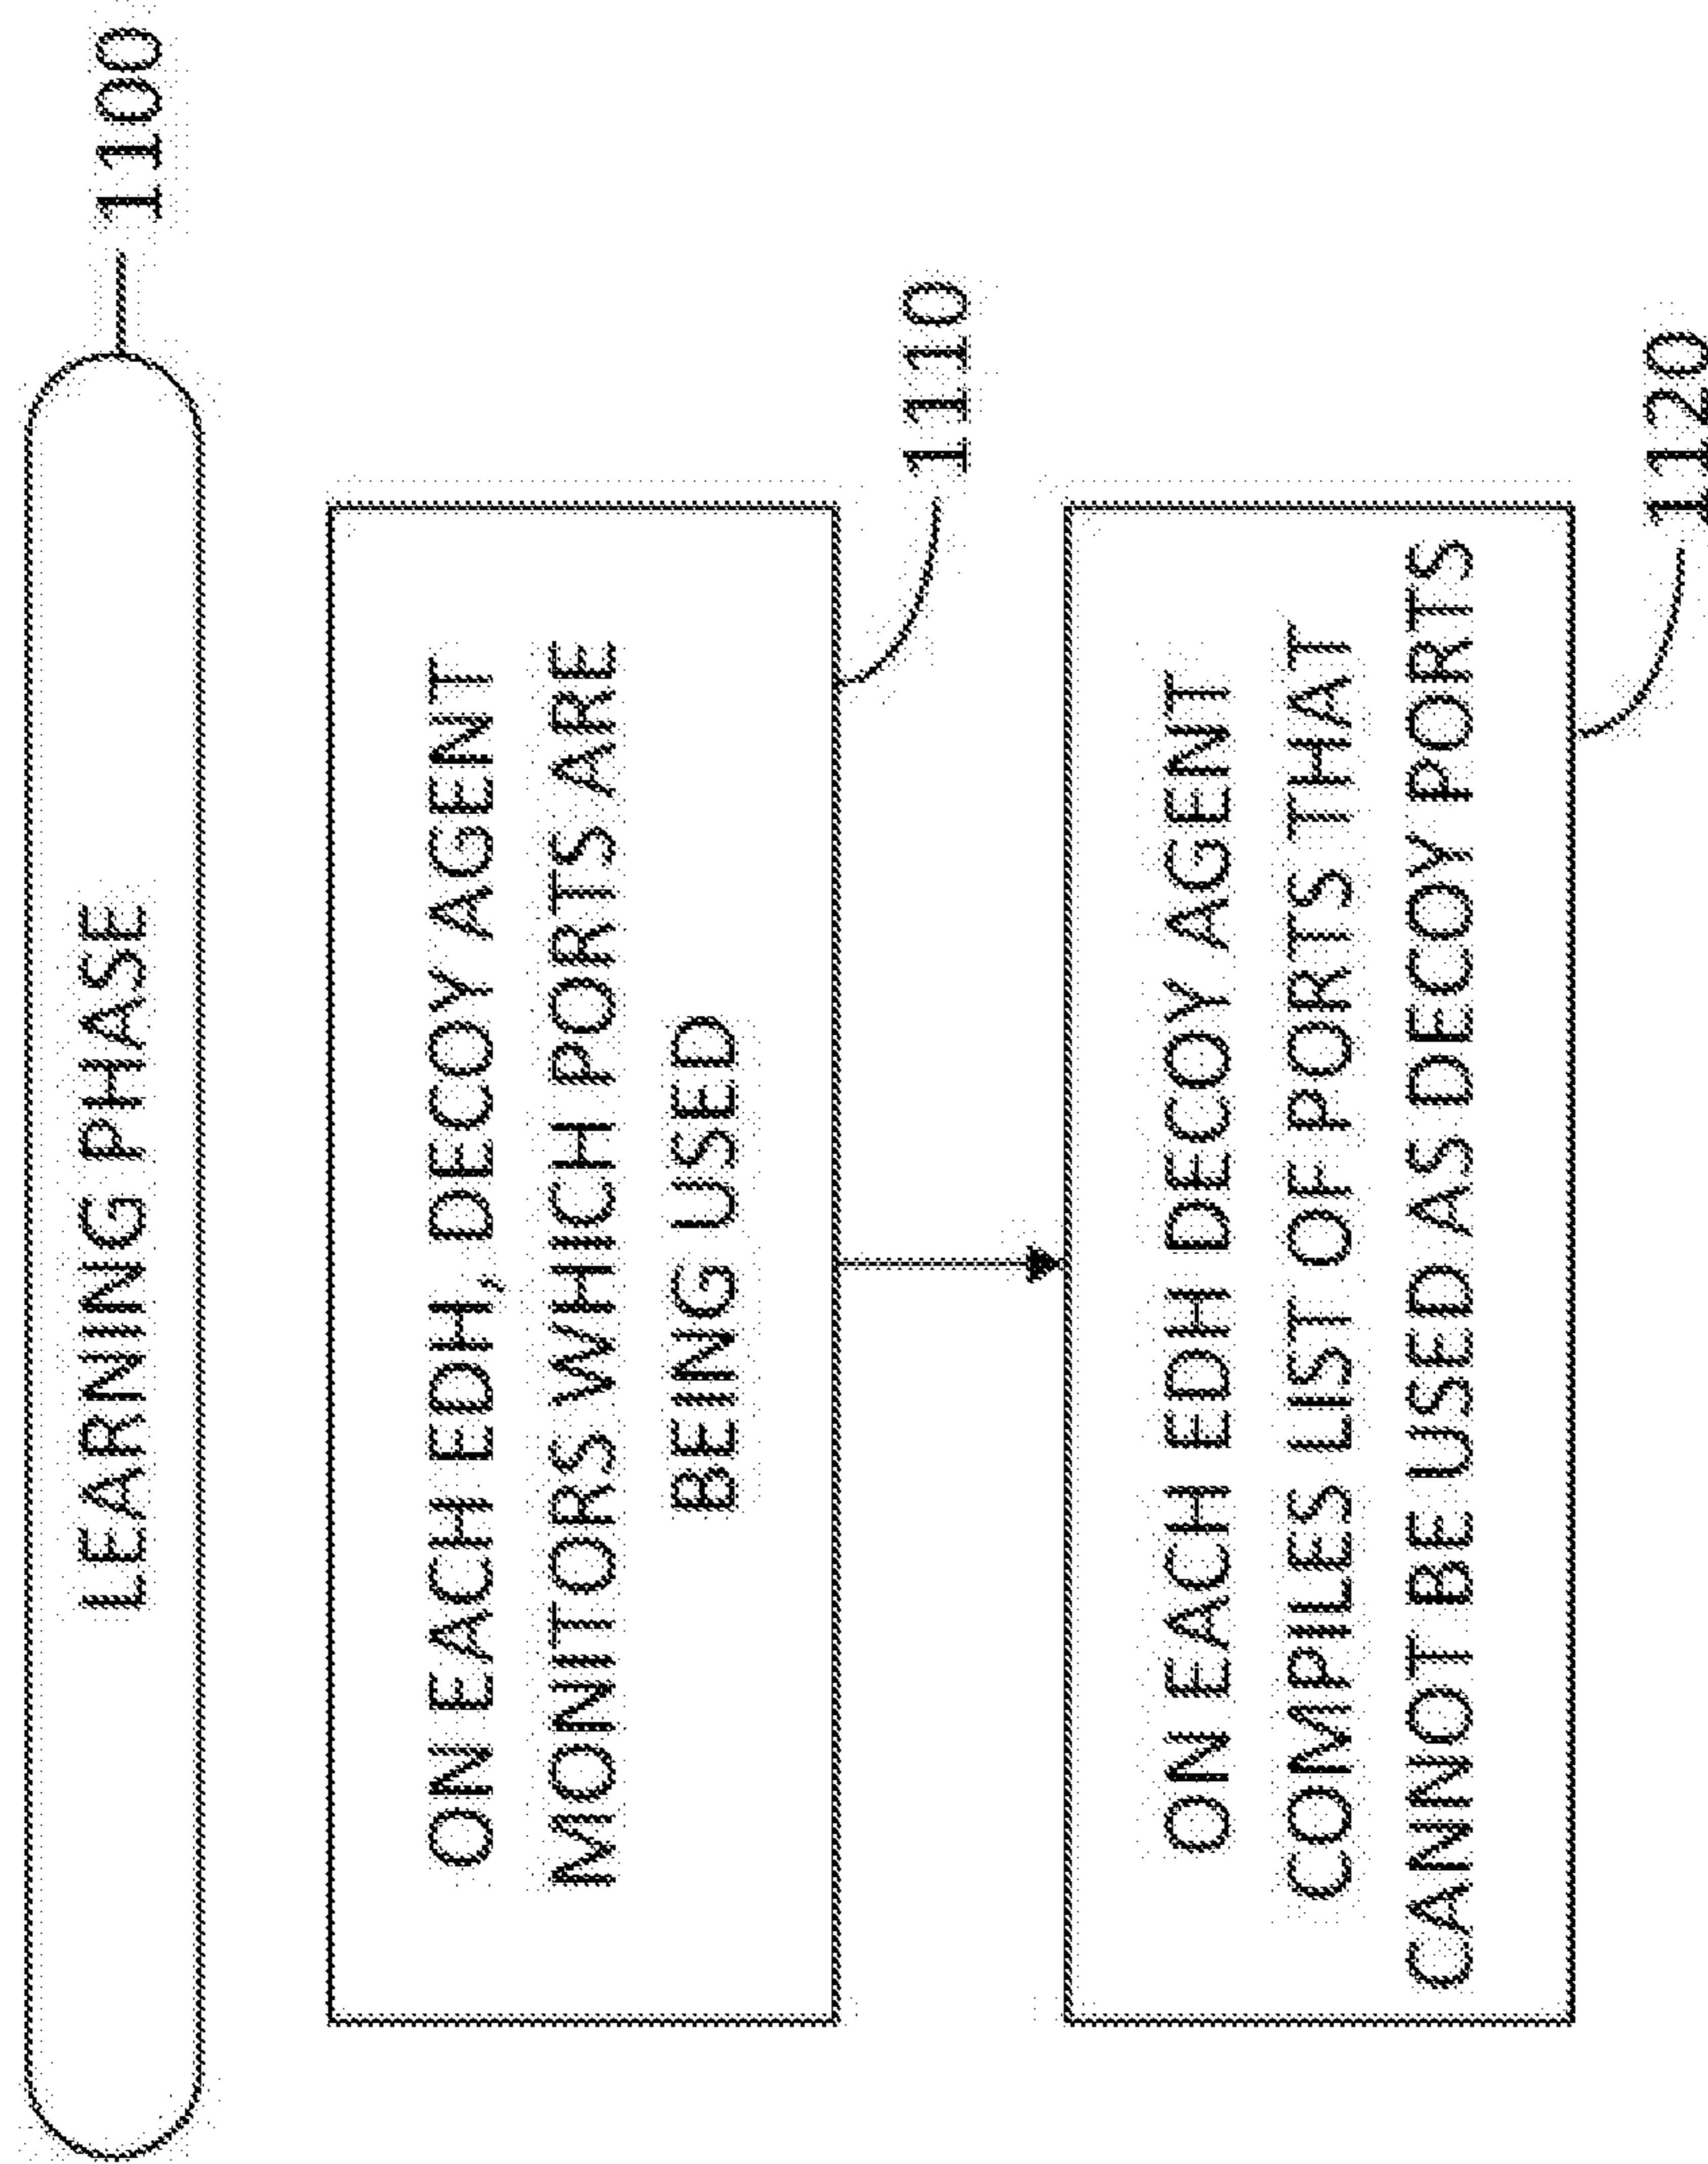 LEARNING PHASE
1100
ON EACH EDH, DECOY AGENT
MONITORS WHICH PORTS ARE
BEING USED
1110
ON EACH EDH DECOY AGENT
COMPILES LIST OF PORTS THAT
CANNOT BE USED AS DECOY PORTS
1120